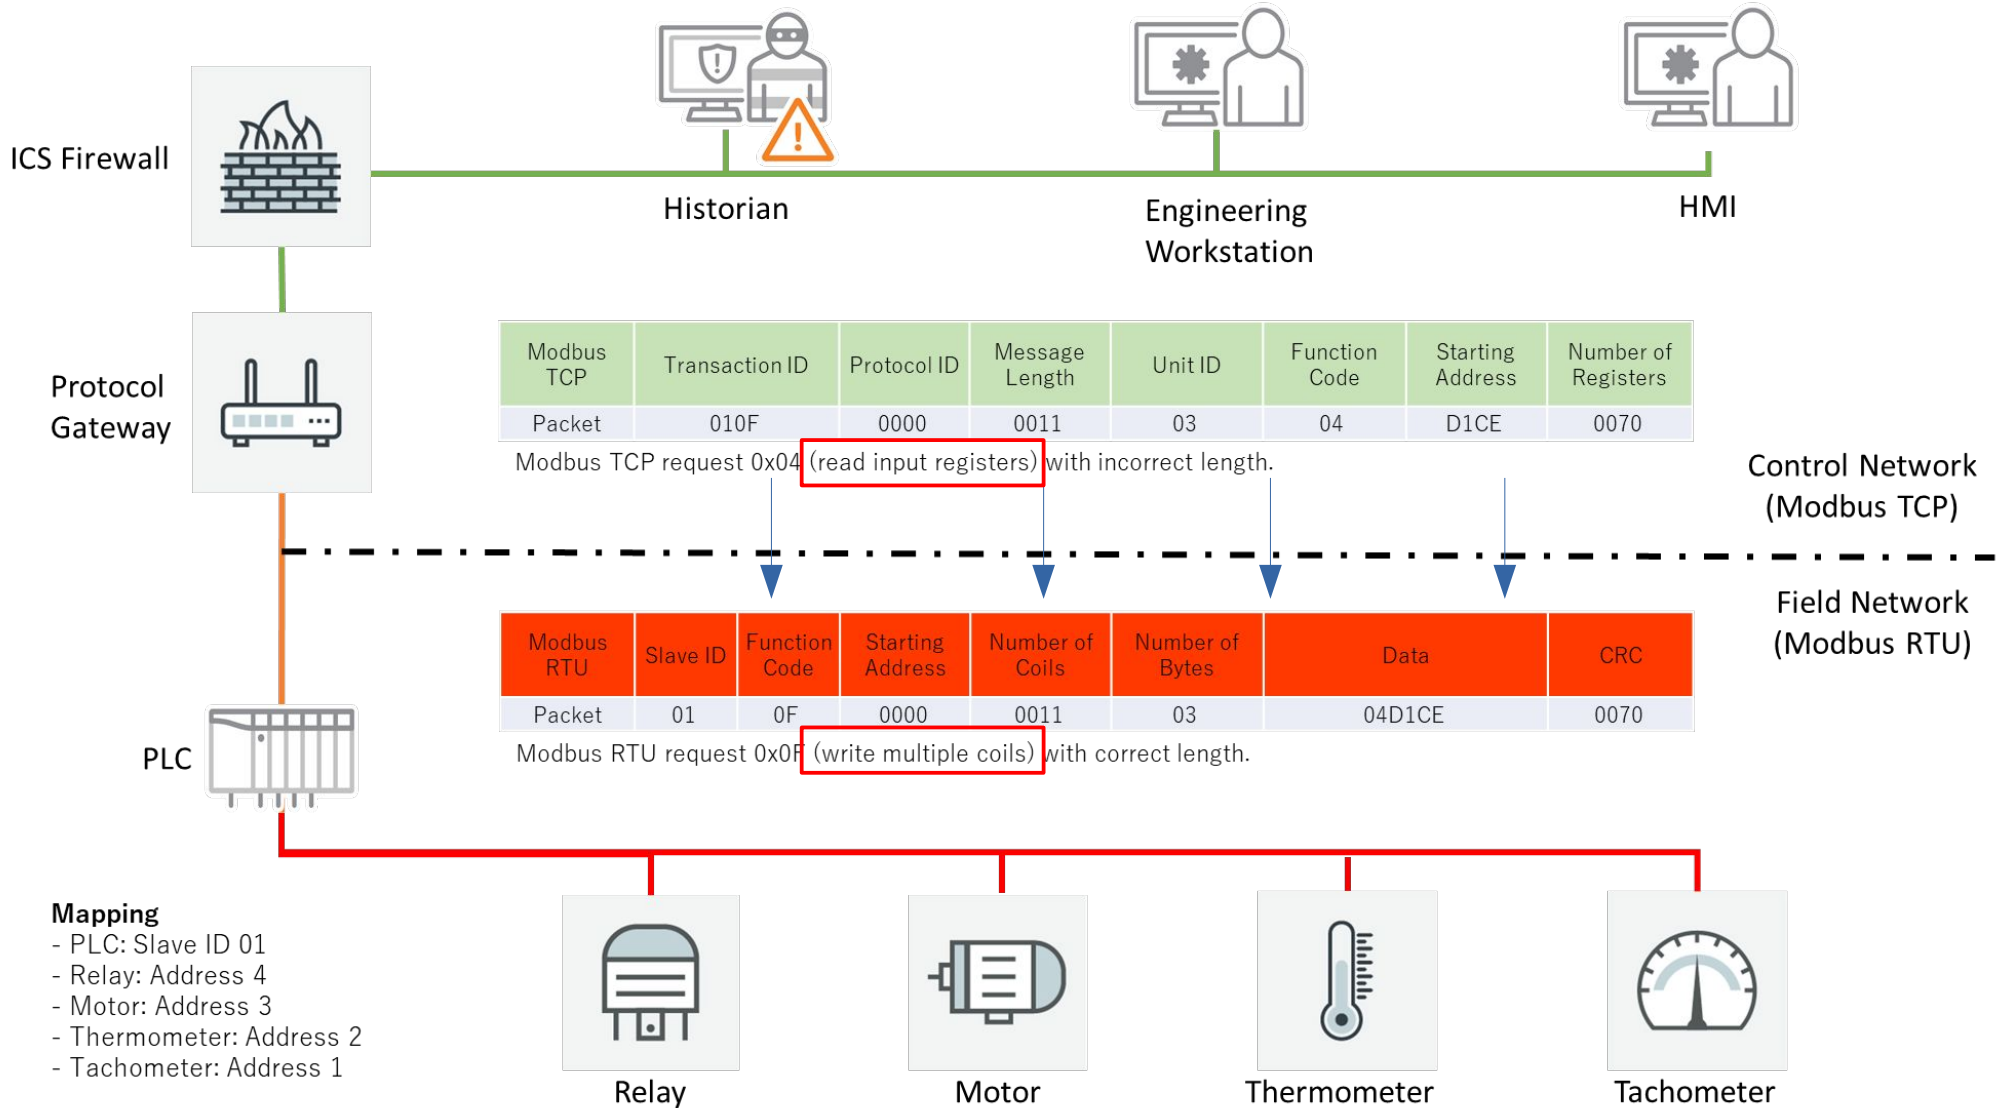 ICS Firewall
Historian
Engineering
Workstation
HMI
Protocol
Gateway
Modbus TCP Transaction ID Protocol ID Message Length Unit ID Function Code Starting Address Number of Registers
Packet 010F 0000 0011 03 04 D1CE 0070
Modbus TCP request 0x04 (read input registers) with incorrect length.
Control Network
(Modbus TCP)
Field Network
(Modbus RTU)
Modbus RTU Slave ID Function Code Starting Address Number of Coils Number of Bytes Data CRC
Packet 01 0F 0000 0011 03 04D1CE 0070
Modbus RTU request 0x0F (write multiple coils) with correct length.
PLC
Mapping
- PLC: Slave ID 01
- Relay: Address 4
- Motor: Address 3
- Thermometer: Address 2
- Tachometer: Address 1
Relay
Motor
Thermometer
Tachometer